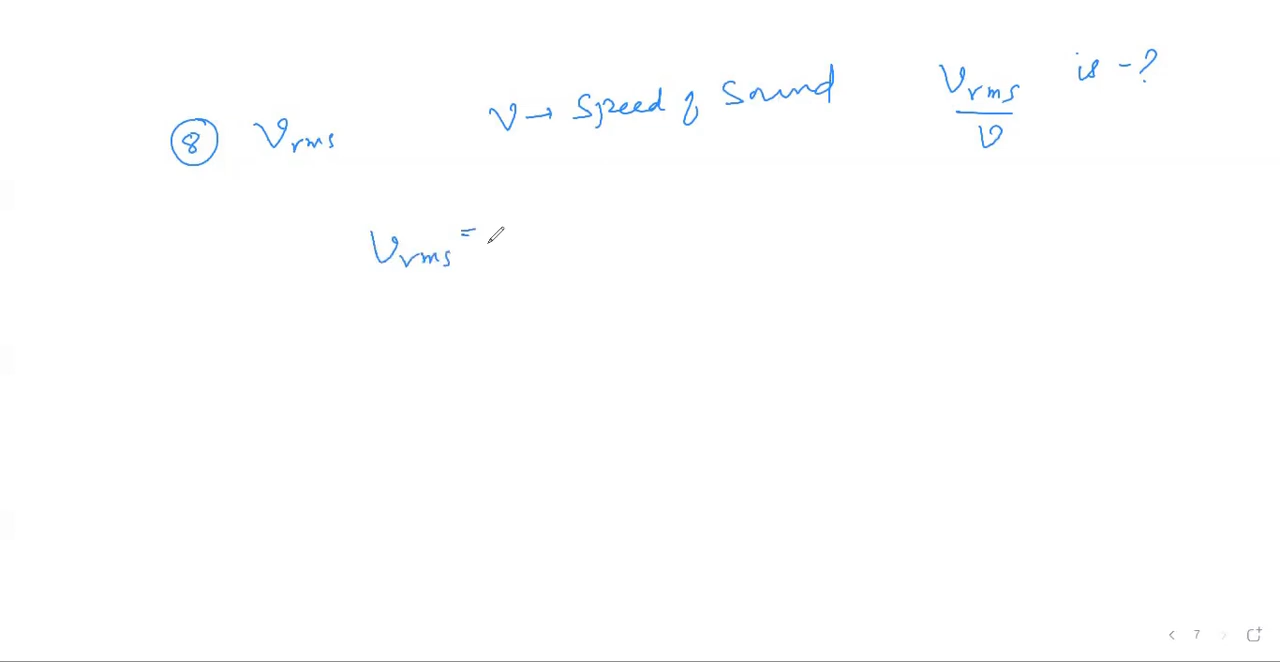 ⑧ Vrms V → Speed of Sound Vrms/V is - ?
Vrms =
7